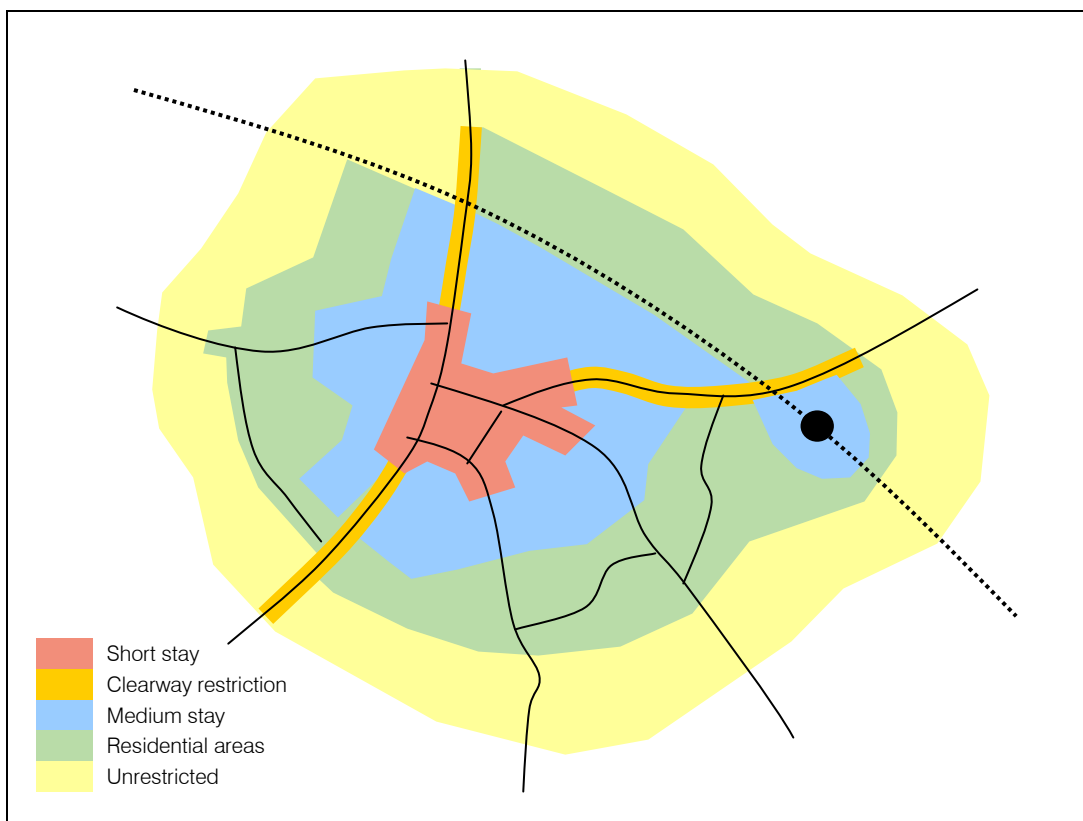 Short stay
Clearway restriction
Medium stay
Residential areas
Unrestricted